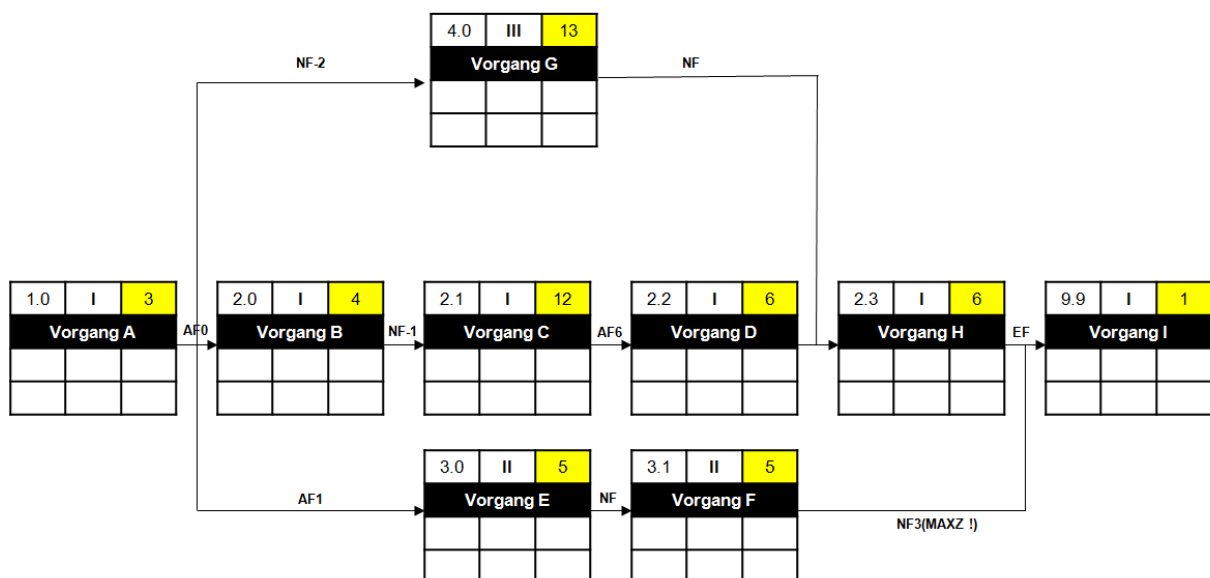 4.0 III 13
NF-2 Vorgang G NF
1.0 I 3 2.0 I 4 2.1 I 12 2.2 I 6 2.3 I 6 9.9 I 1
Vorgang A AF0 Vorgang B NF-1 Vorgang C AF6 Vorgang D Vorgang H EF Vorgang I
3.0 II 5 3.1 II 5
AF1 Vorgang E NF Vorgang F NF3(MAXZ !)